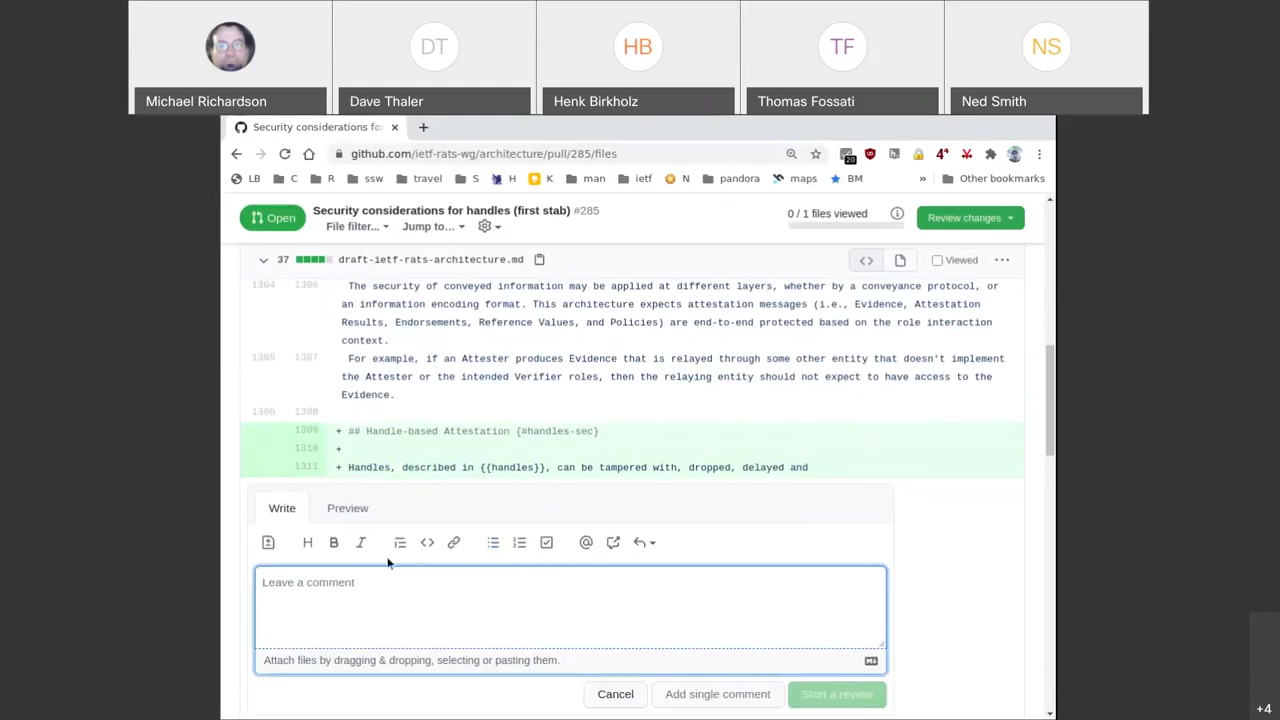 DT
HB
TF
NS
Michael Richardson
Dave Thaler
Henk Birkholz
Thomas Fossati
Ned Smith
Security considerations fo
github.com/ietf-rats-wg/architecture/pull/285/files
20
4
LB
C
R
ssw
travel
S
H
K
man
ietf
N
pandora
maps
BM
»
Other bookmarks
Open
Security considerations for handles (first stab) #285
File filter...
Jump to...
0 / 1 files viewed
Review changes
37
draft-ietf-rats-architecture.md
Viewed
1304 1306 The security of conveyed information may be applied at different layers, whether by a conveyance protocol, or
an information encoding format. This architecture expects attestation messages (i.e., Evidence, Attestation
Results, Endorsements, Reference Values, and Policies) are end-to-end protected based on the role interaction
context.
1305 1307 For example, if an Attester produces Evidence that is relayed through some other entity that doesn't implement
the Attester or the intended Verifier roles, then the relaying entity should not expect to have access to the
Evidence.
1306 1308
1309 + ## Handle-based Attestation {#handles-sec}
1310 +
1311 + Handles, described in {{handles}}, can be tampered with, dropped, delayed and
Write
Preview
H
B
I
Leave a comment
Attach files by dragging & dropping, selecting or pasting them.
Cancel
Add single comment
Start a review
+4